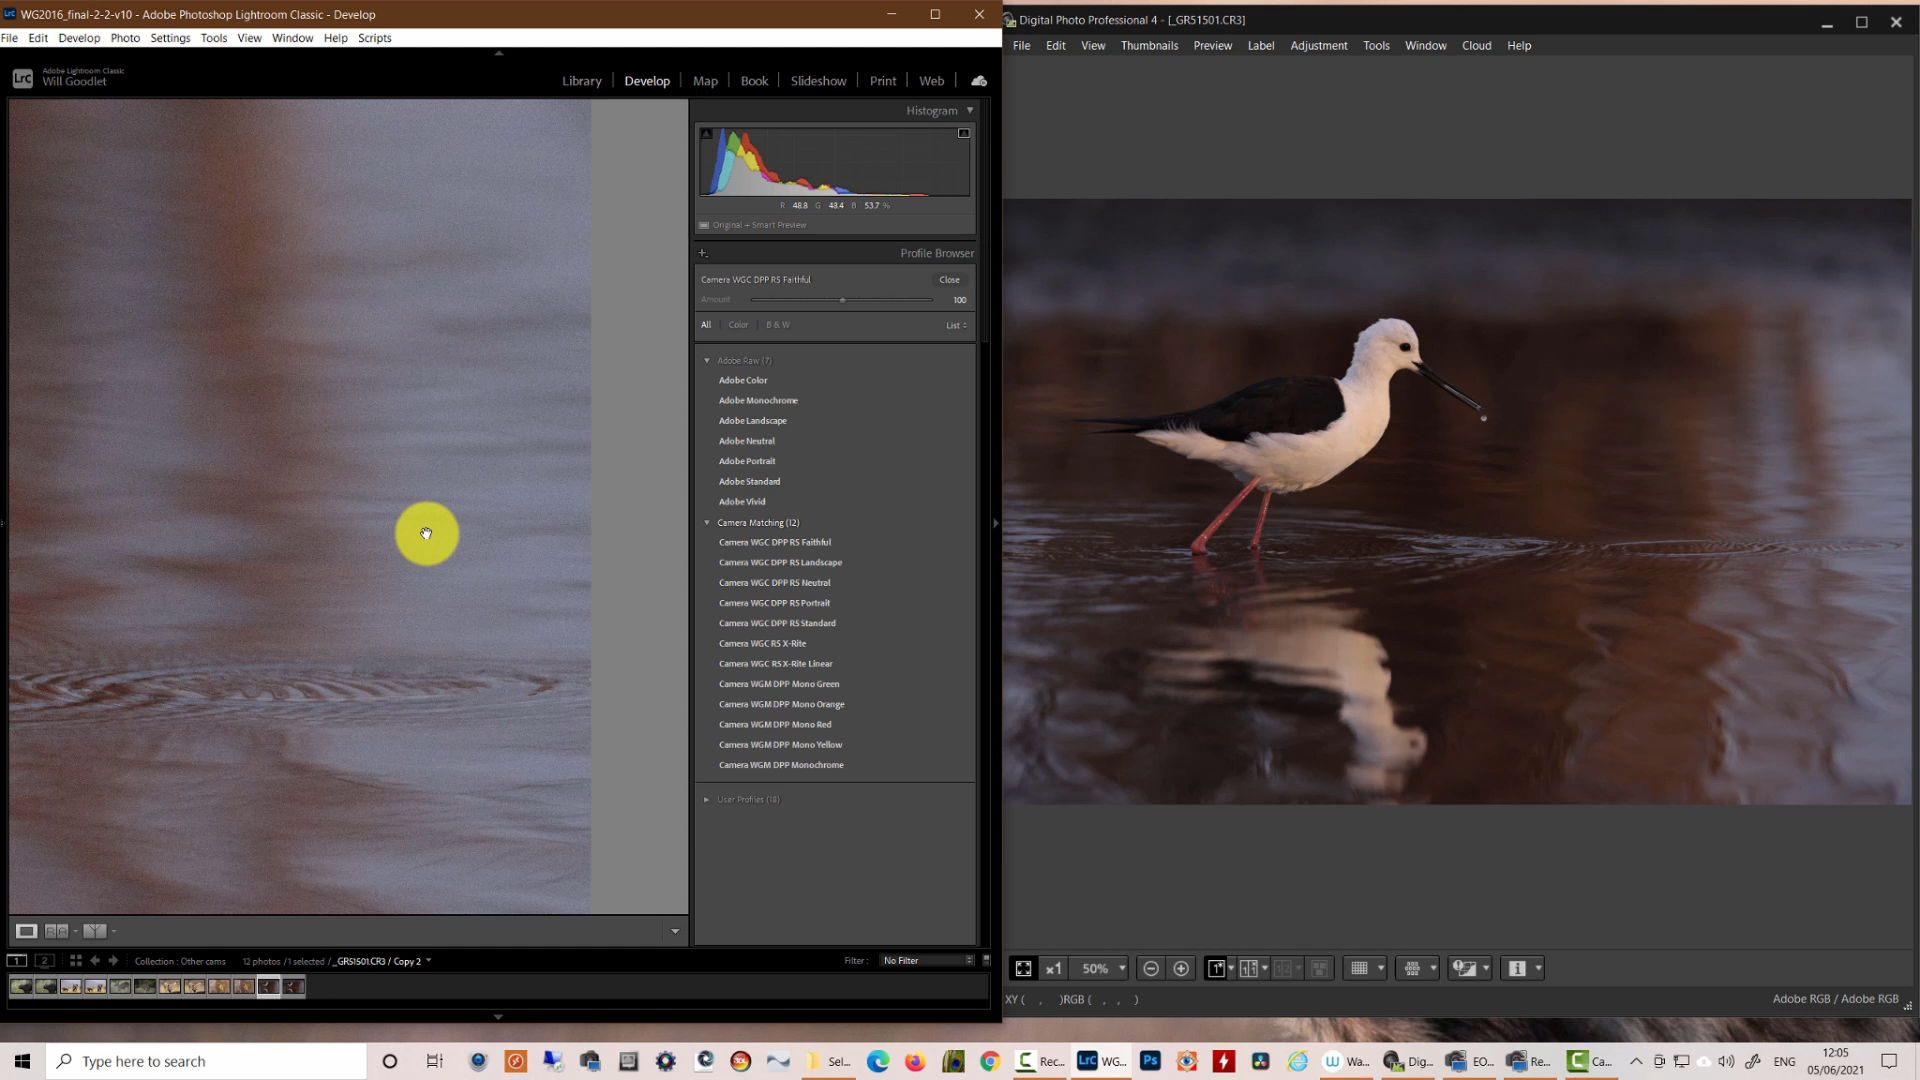 WG2016_final-2-2-v10 - Adobe Photoshop Lightroom Classic - Develop
File Edit Develop Photo Settings Tools View Window Help Scripts
LrC Adobe Lightroom Classic
Will Goodlet
Library Develop Map Book Slideshow Print Web
Histogram
R 48.8 G 48.4 B 53.7 %
Original + Smart Preview
Profile Browser
Camera WGC DPP R5 Faithful Close
Amount 100
All Color B & W List
Adobe Raw (7)
Adobe Color
Adobe Monochrome
Adobe Landscape
Adobe Neutral
Adobe Portrait
Adobe Standard
Adobe Vivid
Camera Matching (12)
Camera WGC DPP R5 Faithful
Camera WGC DPP R5 Landscape
Camera WGC DPP R5 Neutral
Camera WGC DPP R5 Portrait
Camera WGC DPP R5 Standard
Camera WGC R5 X-Rite
Camera WGC R5 X-Rite Linear
Camera WGM DPP Mono Green
Camera WGM DPP Mono Orange
Camera WGM DPP Mono Red
Camera WGM DPP Mono Yellow
Camera WGM DPP Monochrome
User Profiles (18)
1 2 Collection : Other cams 12 photos / 1 selected / _GR51501.CR3 / Copy 2 Filter : No Filter
Digital Photo Professional 4 - [_GR51501.CR3]
File Edit View Thumbnails Preview Label Adjustment Tools Window Cloud Help
x1 50%
XY ( , )RGB ( , , ) Adobe RGB / Adobe RGB
Type here to search
Sel... Rec... WG... Wa... Dig... EO... Re... Ca...
ENG 12:05
05/06/2021